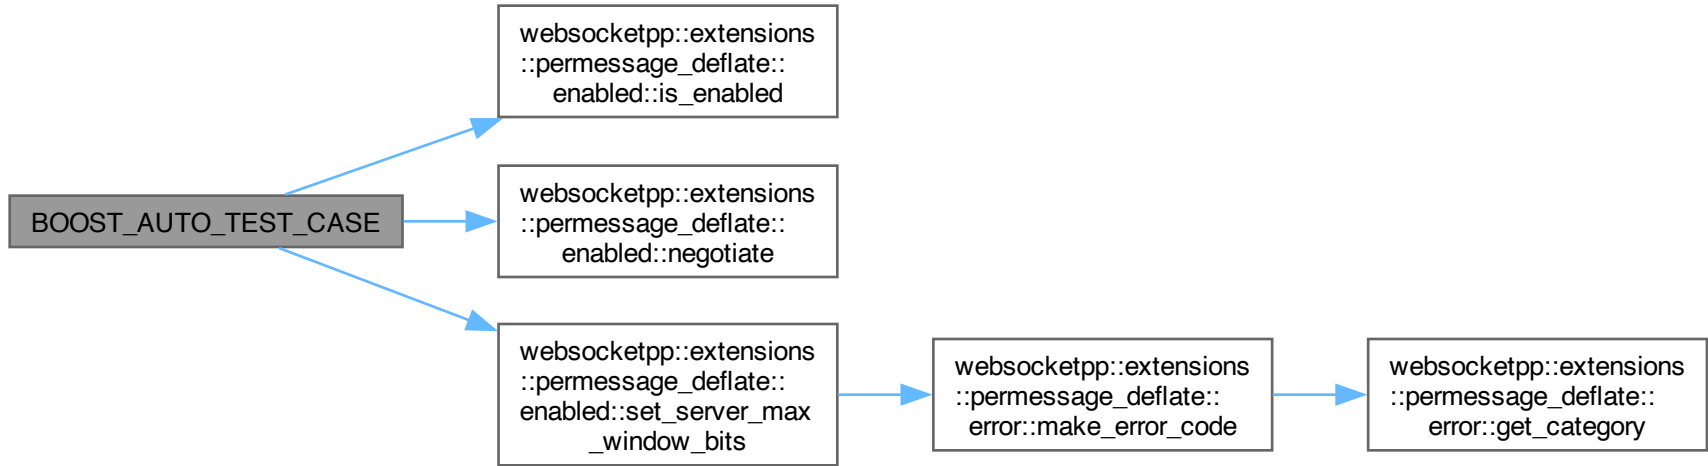 websocketpp::extensions
::permessage_deflate::
enabled::is_enabled
BOOST_AUTO_TEST_CASE
websocketpp::extensions
::permessage_deflate::
enabled::negotiate
websocketpp::extensions
::permessage_deflate::
enabled::set_server_max
_window_bits
websocketpp::extensions
::permessage_deflate::
error::make_error_code
websocketpp::extensions
::permessage_deflate::
error::get_category